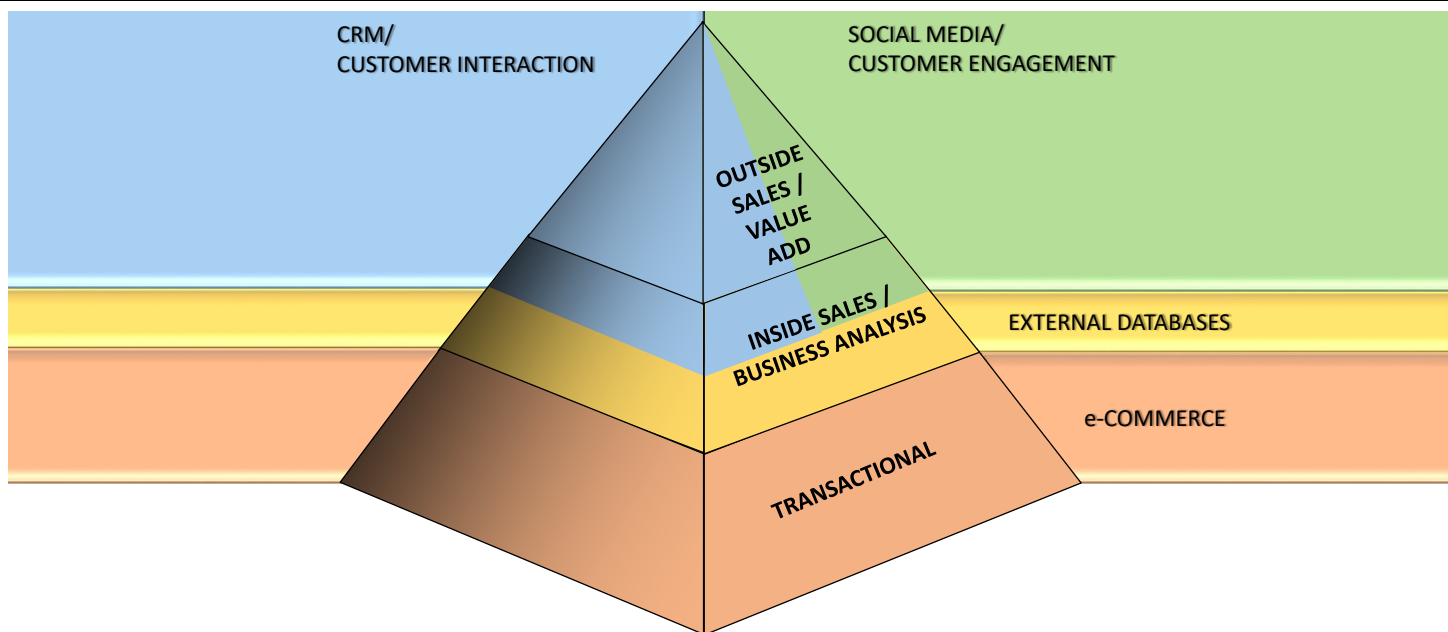 CRM/
CUSTOMER INTERACTION
SOCIAL MEDIA/
CUSTOMER ENGAGEMENT
OUTSIDE
SALES /
VALUE
ADD
INSIDE SALES /
BUSINESS ANALYSIS
EXTERNAL DATABASES
e-COMMERCE
TRANSACTIONAL